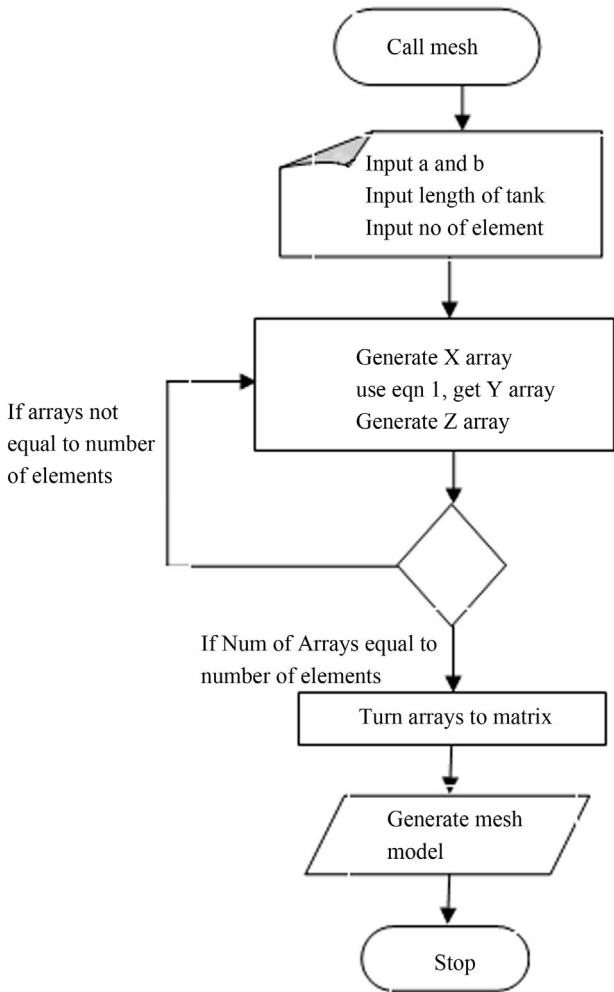 Call mesh
Input a and b
Input length of tank
Input no of element
Generate X array
use eqn 1, get Y array
Generate Z array
If arrays not
equal to number
of elements
If Num of Arrays equal to
number of elements
Turn arrays to matrix
Generate mesh
model
Stop